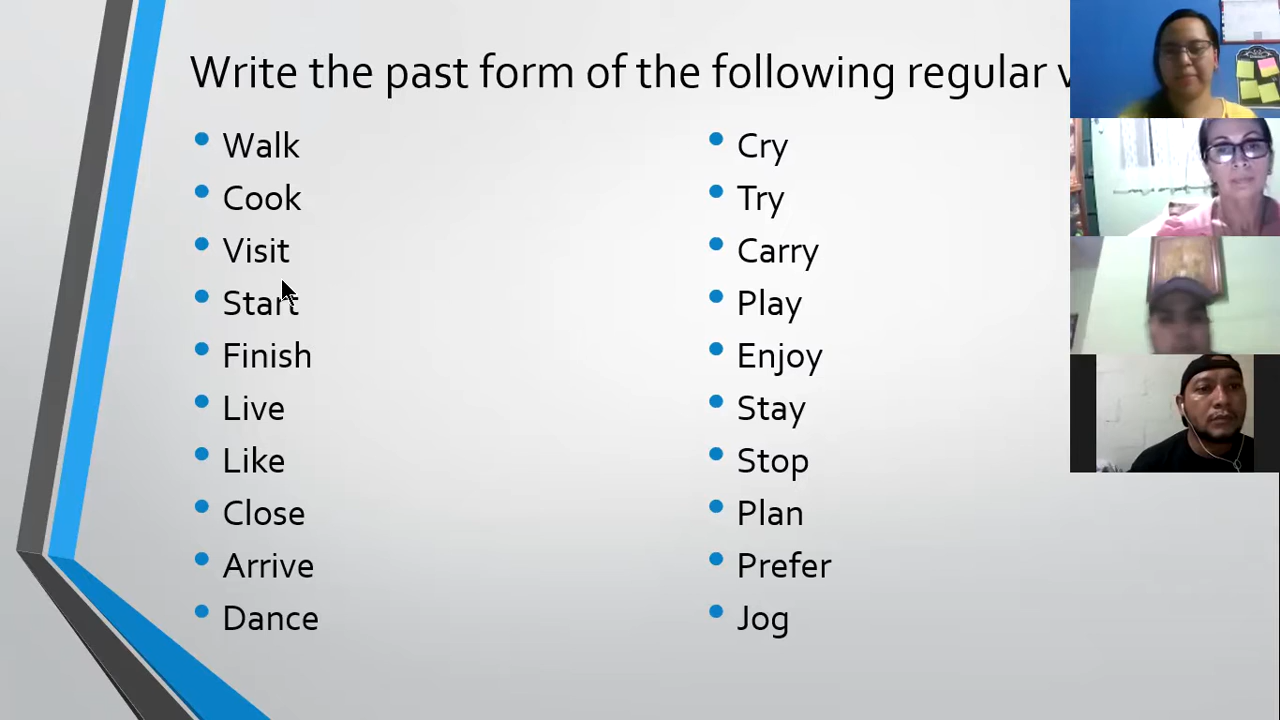 Write the past form of the following regular
Walk
Cook
Visit
Start
Finish
Live
Like
Close
Arrive
Dance
Cry
Try
Carry
Play
Enjoy
Stay
Stop
Plan
Prefer
Jog